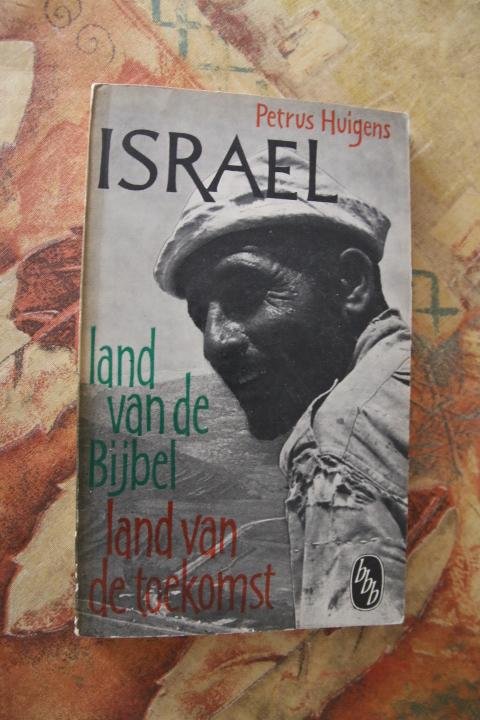 Petrus Huigens
ISRAEL
land
van de
Bijbel
land van
de toekomst
bbb